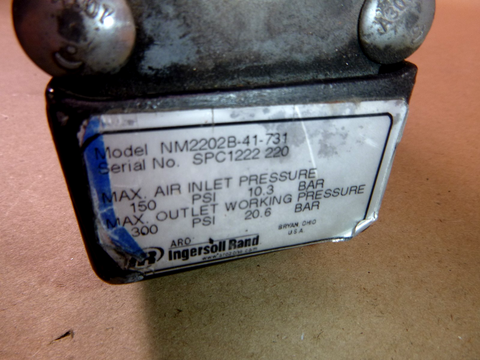 Model NM2202B-41-731
Serial No. SPC1222 220
MAX. AIR INLET PRESSURE
150 PSI 10.3 BAR
MAX. OUTLET WORKING PRESSURE
300 PSI 20.6 BAR
IR ARO
Ingersoll Rand
BRYAN, OHIO
U.S.A.